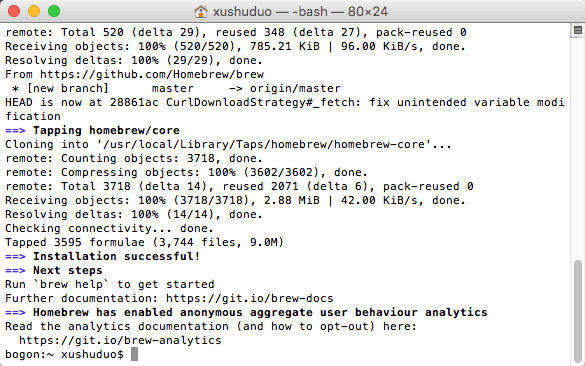 xushuduo — -bash — 80×24
remote: Total 520 (delta 29), reused 348 (delta 27), pack-reused 0
Receiving objects: 100% (520/520), 785.21 KiB | 96.00 KiB/s, done.
Resolving deltas: 100% (29/29), done.
From https://github.com/Homebrew/brew
 * [new branch]      master     -> origin/master
HEAD is now at 28861ac CurlDownloadStrategy#_fetch: fix unintended variable modi
fication
==> Tapping homebrew/core
Cloning into '/usr/local/Library/Taps/homebrew/homebrew-core'...
remote: Counting objects: 3718, done.
remote: Compressing objects: 100% (3602/3602), done.
remote: Total 3718 (delta 14), reused 2071 (delta 6), pack-reused 0
Receiving objects: 100% (3718/3718), 2.88 MiB | 42.00 KiB/s, done.
Resolving deltas: 100% (14/14), done.
Checking connectivity... done.
Tapped 3595 formulae (3,744 files, 9.0M)
==> Installation successful!
==> Next steps
Run `brew help` to get started
Further documentation: https://git.io/brew-docs
==> Homebrew has enabled anonymous aggregate user behaviour analytics
Read the analytics documentation (and how to opt-out) here:
  https://git.io/brew-analytics
bogon:~ xushuduo$